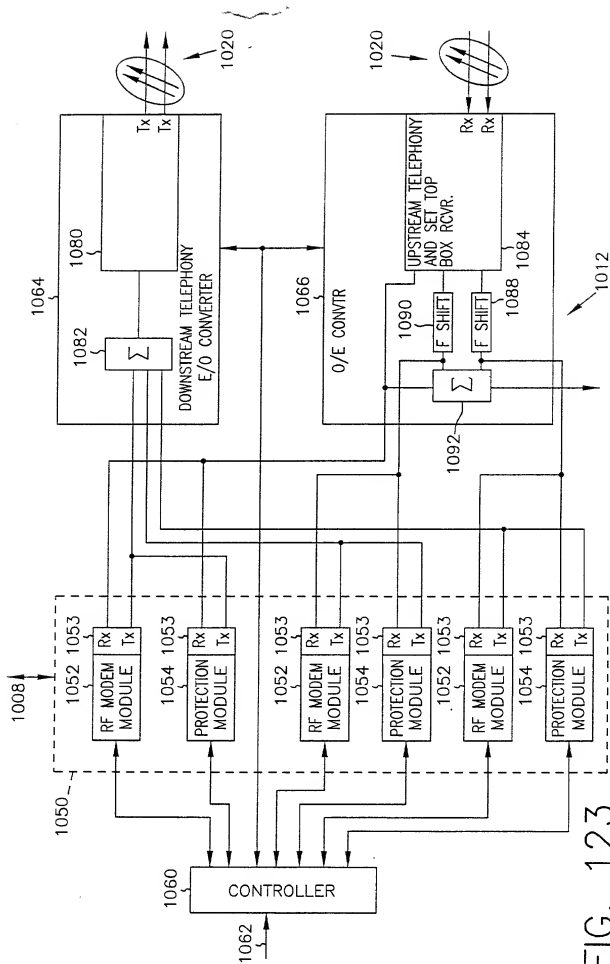 1020
1020
1064
1080
Tx
Tx
1082
Σ
DOWNSTREAM TELEPHONY
E/O CONVERTER
1066
O/E CONVTR
UPSTREAM TELEPHONY
AND SET TOP
BOX RCVR.
Rx
Rx
1084
1090
F SHIFT
F SHIFT
1088
Σ
1092
1012
1008
1050
1052
1053
RF MODEM
MODULE
Rx
Tx
1054
1053
PROTECTION
MODULE
Rx
Tx
1052
1053
RF MODEM
MODULE
Rx
Tx
1054
1053
PROTECTION
MODULE
Rx
Tx
1052
1053
RF MODEM
MODULE
Rx
Tx
1054
1053
PROTECTION
MODULE
Rx
Tx
1060
CONTROLLER
1062
FIG. 123